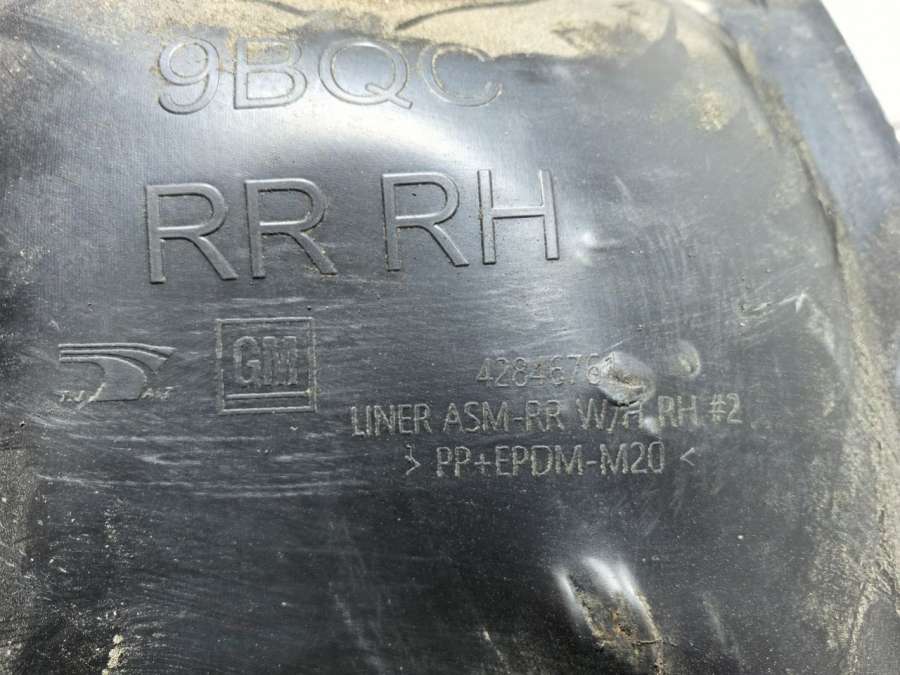 9BQC
RR RH
GM
LINER ASM-RR W/H RH #2
> PP+EPDM-M20 <